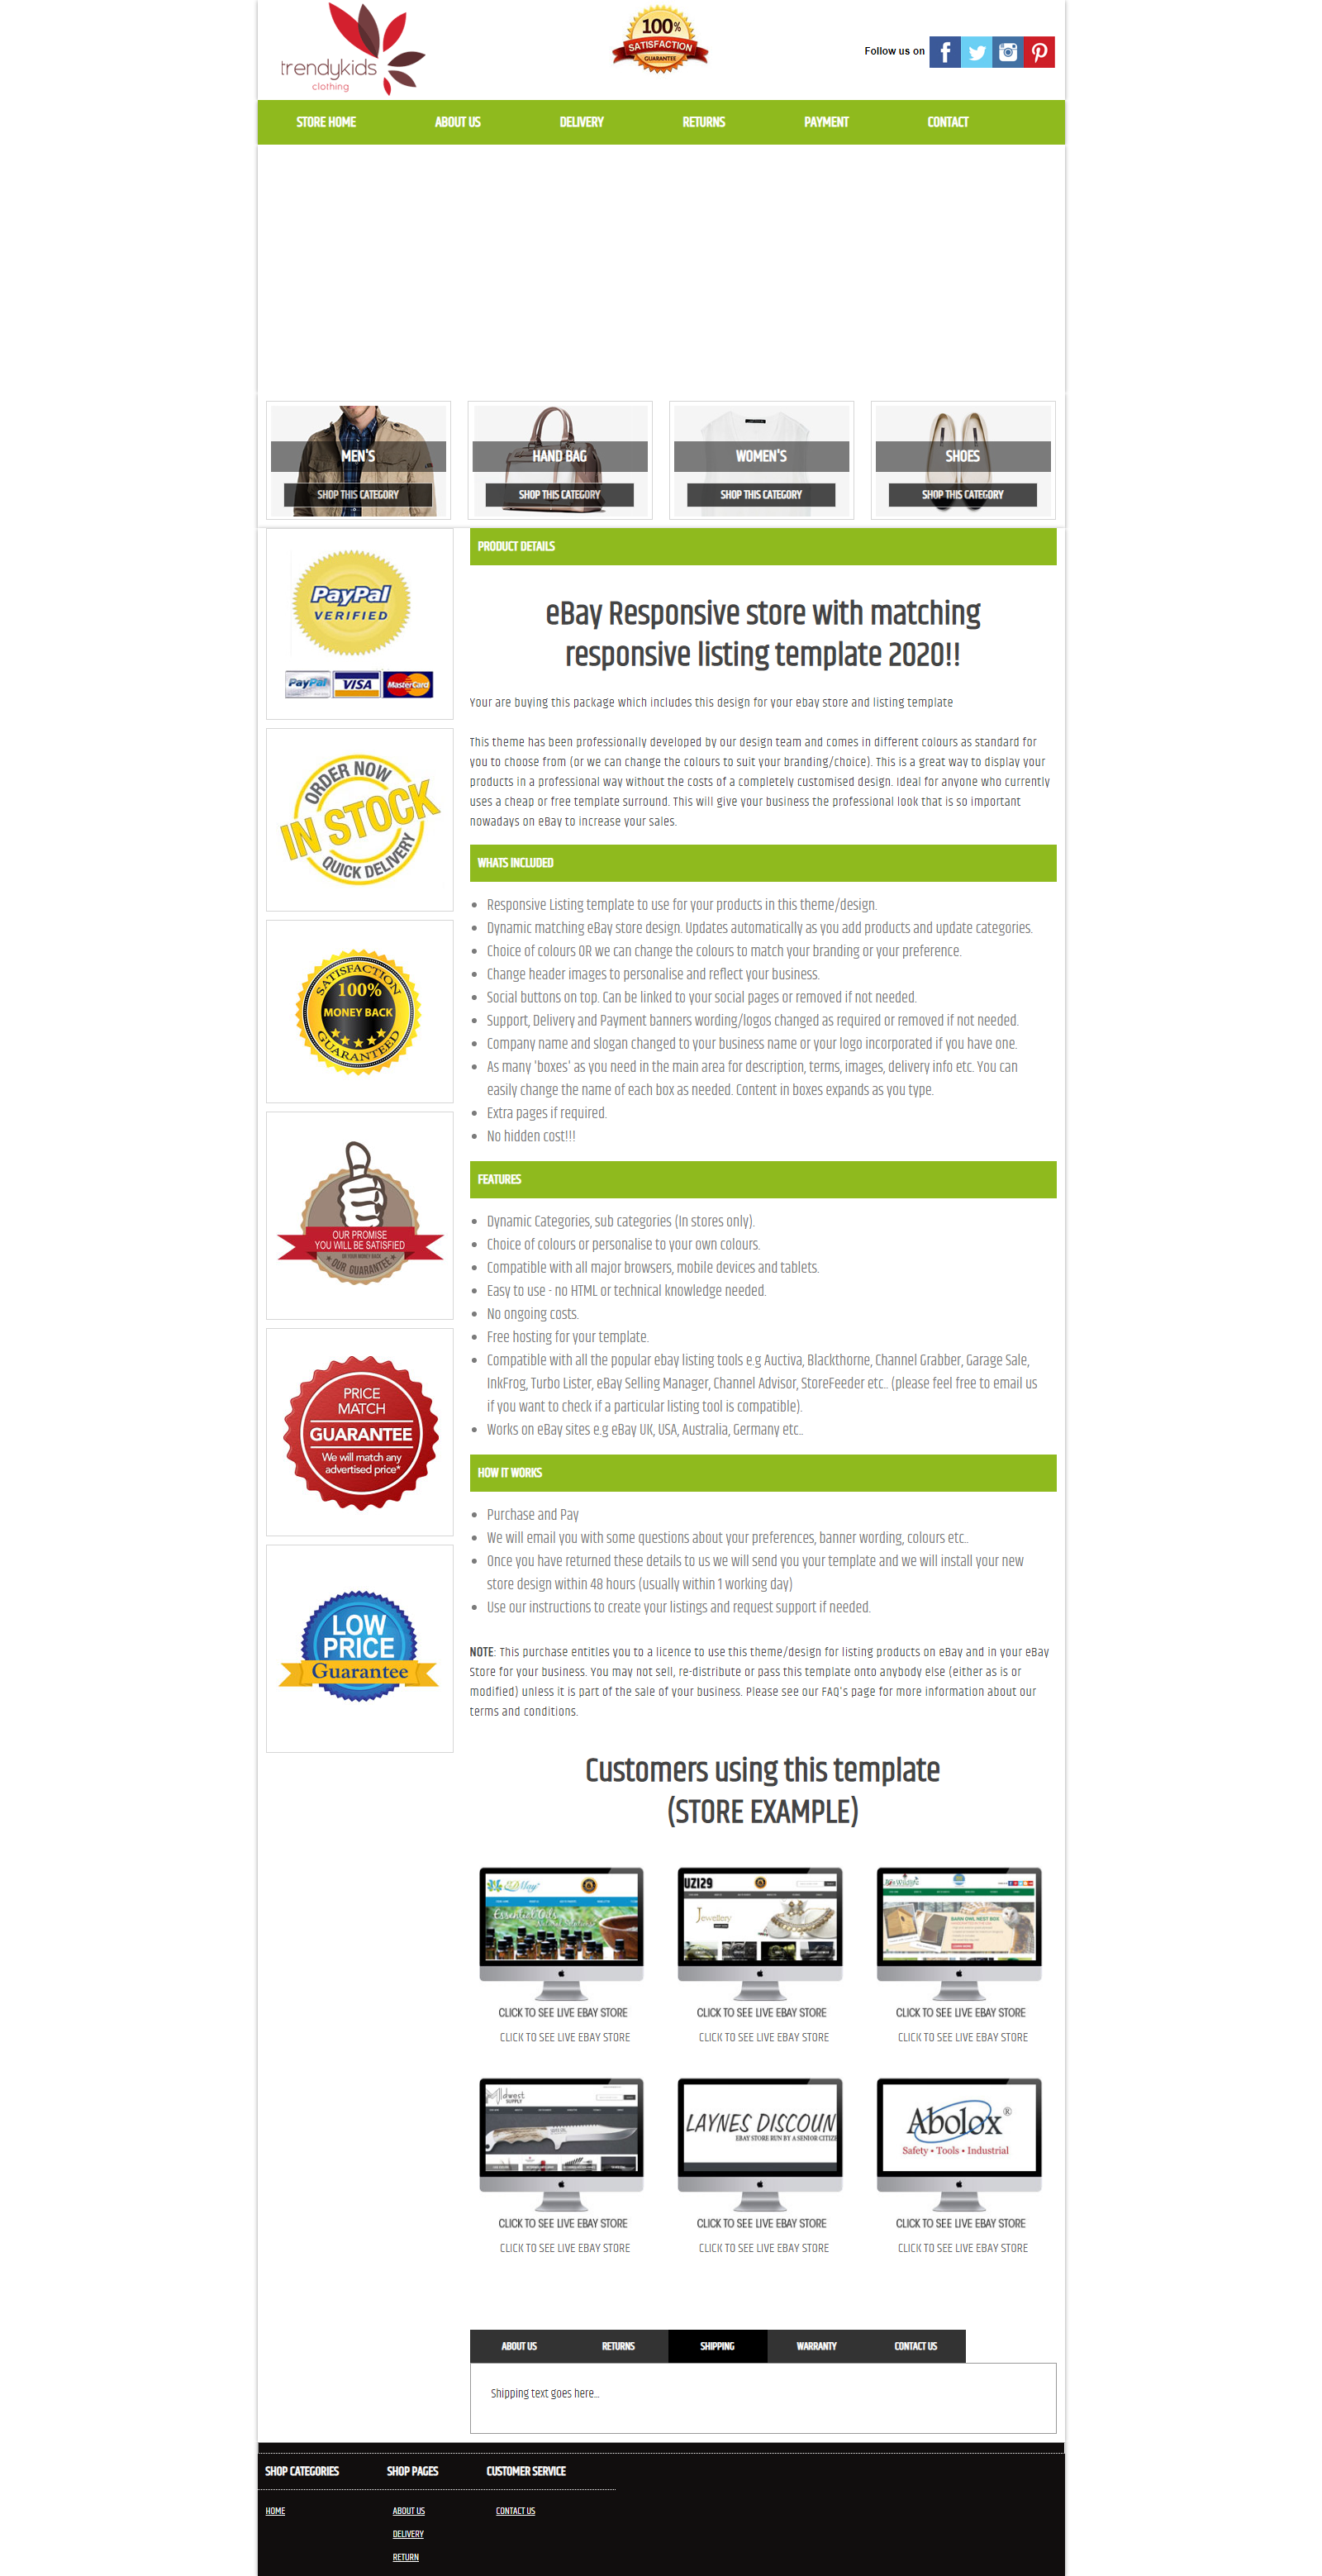 trendykids
clothing
100%
SATISFACTION
GUARANTEE
Follow us on
STORE HOME ABOUT US DELIVERY RETURNS PAYMENT CONTACT
MEN'S HAND BAG WOMEN'S SHOES
SHOP THIS CATEGORY SHOP THIS CATEGORY SHOP THIS CATEGORY SHOP THIS CATEGORY
PayPal
VERIFIED
PayPal VISA MasterCard
ORDER NOW
IN STOCK
QUICK DELIVERY
SATISFACTION
100%
MONEY BACK
GUARANTEED
OUR PROMISE
YOU WILL BE SATISFIED
OR YOUR MONEY BACK
OUR GUARANTEE
PRICE
MATCH
GUARANTEE
We will match any
advertised price*
LOW
PRICE
Guarantee
PRODUCT DETAILS
eBay Responsive store with matching
responsive listing template 2020!!
Your are buying this package which includes this design for your ebay store and listing template
This theme has been professionally developed by our design team and comes in different colours as standard for
you to choose from (or we can change the colours to suit your branding/choice). This is a great way to display your
products in a professional way without the costs of a completely customised design. Ideal for anyone who currently
uses a cheap or free template surround. This will give your business the professional look that is so important
nowadays on eBay to increase your sales.
WHATS INCLUDED
Responsive Listing template to use for your products in this theme/design.
Dynamic matching eBay store design. Updates automatically as you add products and update categories.
Choice of colours OR we can change the colours to match your branding or your preference.
Change header images to personalise and reflect your business.
Social buttons on top. Can be linked to your social pages or removed if not needed.
Support, Delivery and Payment banners wording/logos changed as required or removed if not needed.
Company name and slogan changed to your business name or your logo incorporated if you have one.
As many 'boxes' as you need in the main area for description, terms, images, delivery info etc. You can
easily change the name of each box as needed. Content in boxes expands as you type.
Extra pages if required.
No hidden cost!!!
FEATURES
Dynamic Categories, sub categories (In stores only).
Choice of colours or personalise to your own colours.
Compatible with all major browsers, mobile devices and tablets.
Easy to use - no HTML or technical knowledge needed.
No ongoing costs.
Free hosting for your template.
Compatible with all the popular ebay listing tools e.g Auctiva, Blackthorne, Channel Grabber, Garage Sale,
InkFrog, Turbo Lister, eBay Selling Manager, Channel Advisor, StoreFeeder etc.. (please feel free to email us
if you want to check if a particular listing tool is compatible).
Works on eBay sites e.g eBay UK, USA, Australia, Germany etc..
HOW IT WORKS
Purchase and Pay
We will email you with some questions about your preferences, banner wording, colours etc..
Once you have returned these details to us we will send you your template and we will install your new
store design within 48 hours (usually within 1 working day)
Use our instructions to create your listings and request support if needed.
NOTE: This purchase entitles you to a licence to use this theme/design for listing products on eBay and in your eBay
Store for your business. You may not sell, re-distribute or pass this template onto anybody else (either as is or
modified) unless it is part of the sale of your business. Please see our FAQ's page for more information about our
terms and conditions.
Customers using this template
(STORE EXAMPLE)
Essential Oils
UZI29
Jewellery
BARN OWL NEST BOX
CLICK TO SEE LIVE EBAY STORE CLICK TO SEE LIVE EBAY STORE CLICK TO SEE LIVE EBAY STORE
CLICK TO SEE LIVE EBAY STORE CLICK TO SEE LIVE EBAY STORE CLICK TO SEE LIVE EBAY STORE
Midwest
SUPPLY
LAYNES DISCOUN
EBAY STORE RUN BY A SENIOR CITIZE
Abolox®
Safety • Tools • Industrial
CLICK TO SEE LIVE EBAY STORE CLICK TO SEE LIVE EBAY STORE CLICK TO SEE LIVE EBAY STORE
CLICK TO SEE LIVE EBAY STORE CLICK TO SEE LIVE EBAY STORE CLICK TO SEE LIVE EBAY STORE
ABOUT US RETURNS SHIPPING WARRANTY CONTACT US
Shipping text goes here...
SHOP CATEGORIES SHOP PAGES CUSTOMER SERVICE
HOME ABOUT US CONTACT US
DELIVERY
RETURN